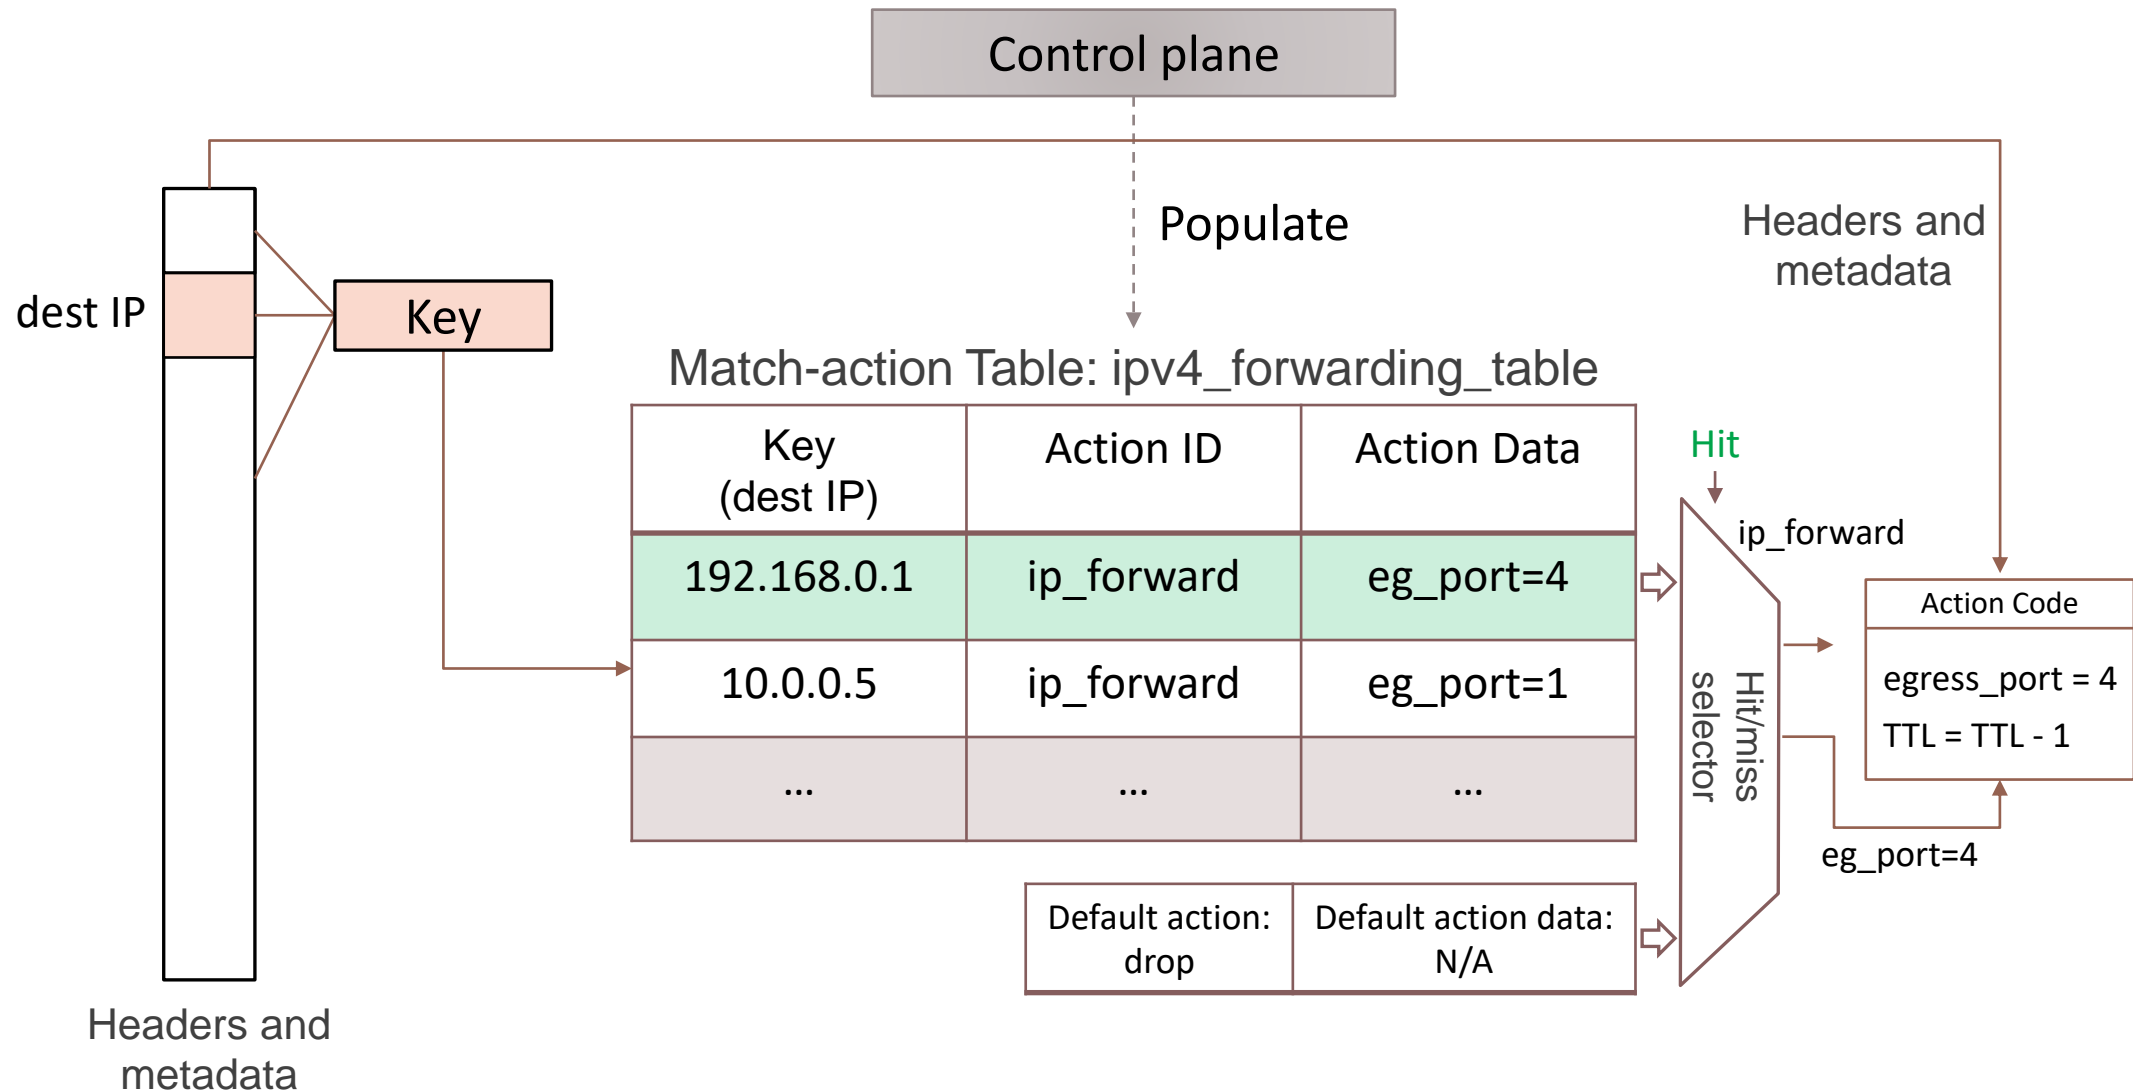 Control plane
Populate
Headers and
metadata
dest IP
Key
Match-action Table: ipv4_forwarding_table
Key
(dest IP)
Action ID
Action Data
192.168.0.1
ip_forward
eg_port=4
10.0.0.5
ip_forward
eg_port=1
...
...
...
Default action:
drop
Default action data:
N/A
Hit
Hit/miss
selector
ip_forward
eg_port=4
Action Code
egress_port = 4
TTL = TTL - 1
Headers and
metadata